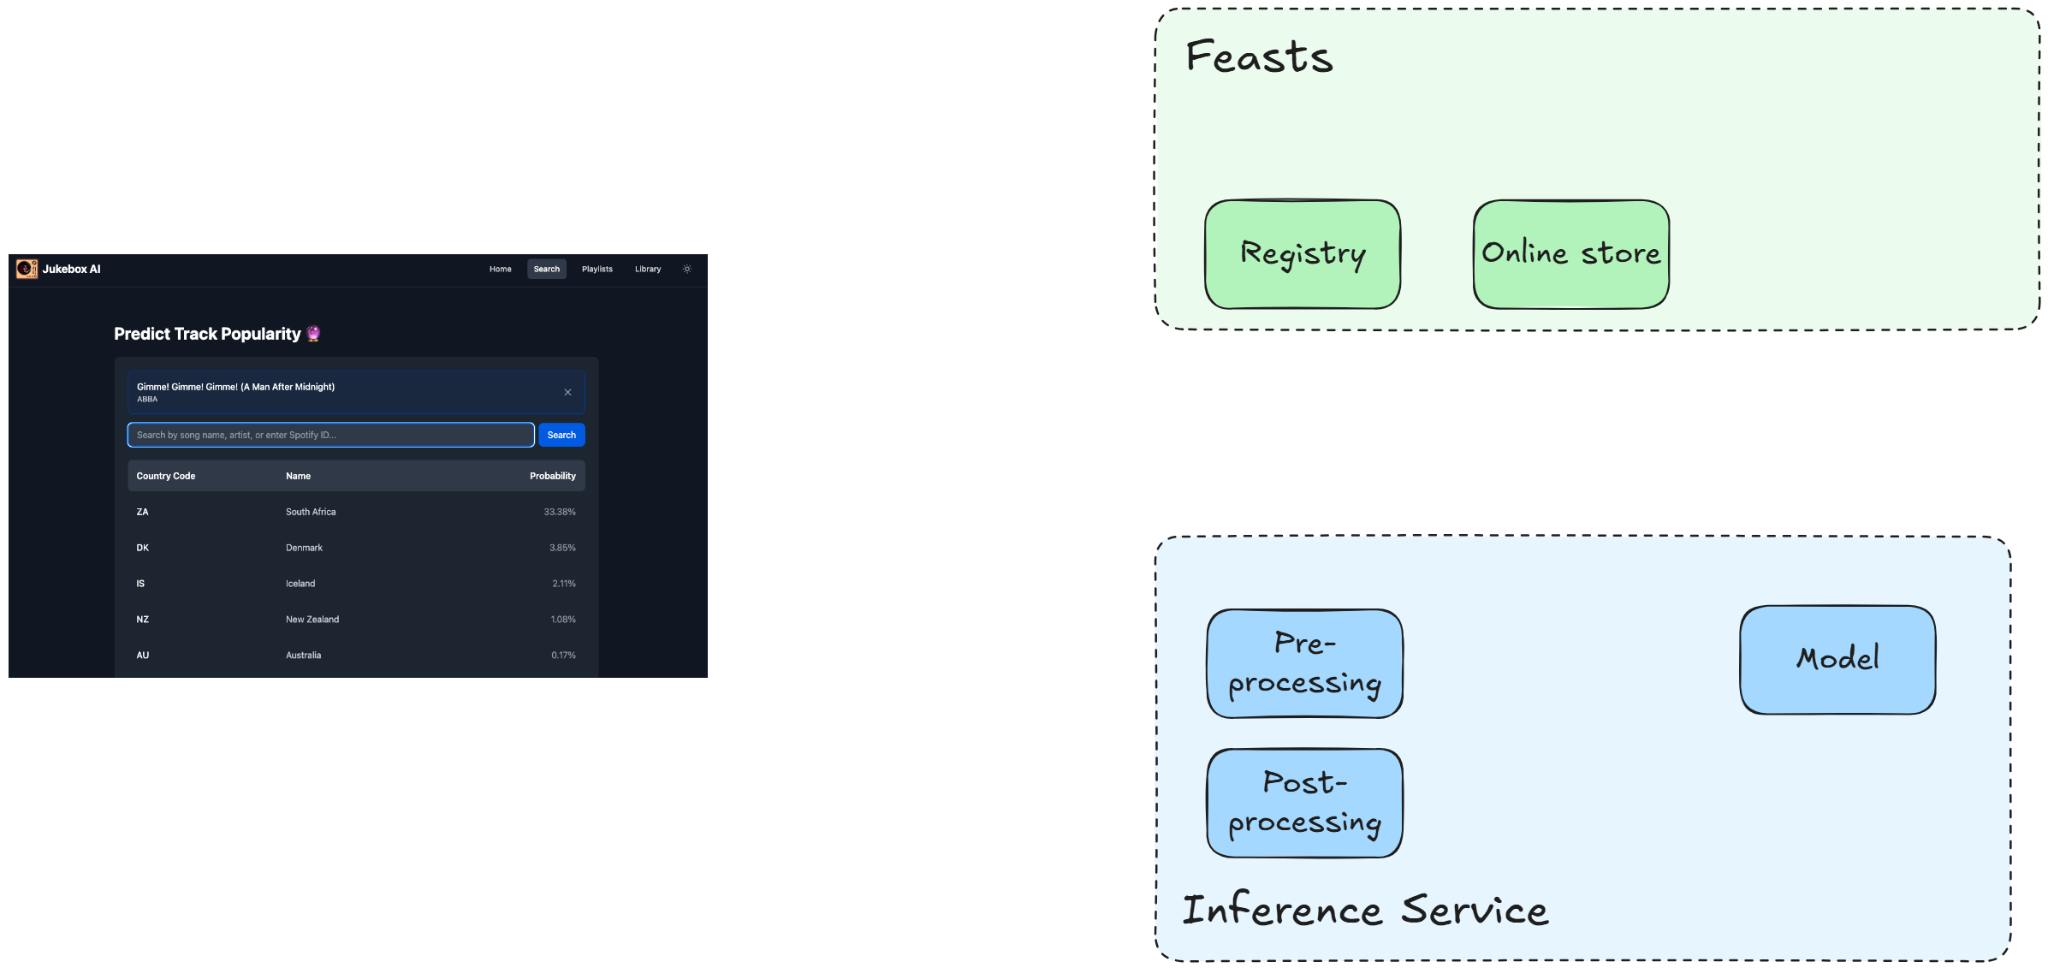 Jukebox AI
Home Search Playlists Library
Predict Track Popularity 🔮
Gimme! Gimme! Gimme! (A Man After Midnight)
ABBA
Search by song name, artist, or enter Spotify ID...
Search
Country Code Name Probability
ZA South Africa 33.38%
DK Denmark 3.85%
IS Iceland 2.11%
NZ New Zealand 1.08%
AU Australia 0.17%
Feasts
Registry
Online store
Pre-
processing
Model
Post-
processing
Inference Service